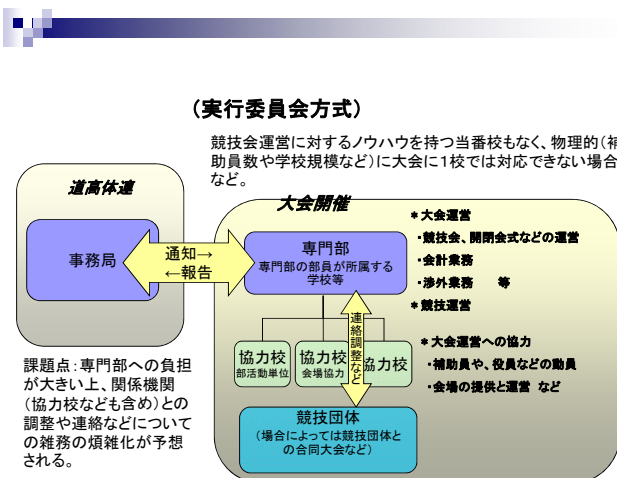 （実行委員会方式）
競技会運営に対するノウハウを持つ当番校もなく、物理的（補
助員数や学校規模など）に大会に1校では対応できない場合
など。
道高体連
事務局
通知→
←報告
課題点：専門部への負担
が大きい上、関係機関
（協力校なども含め）との
調整や連絡などについて
の雑務の煩雑化が予想
される。
大会開催
専門部
専門部の部員が所属する
学校等
＊大会運営
・競技会、開閉会式などの運営
・会計業務
・渉外業務　等
＊競技運営
連絡調整など
協力校
部活動単位
協力校
会場協力
協力校
＊大会運営への協力
・補助員や、役員などの動員
・会場の提供と運営 など
競技団体
（場合によっては競技団体と
の合同大会など）